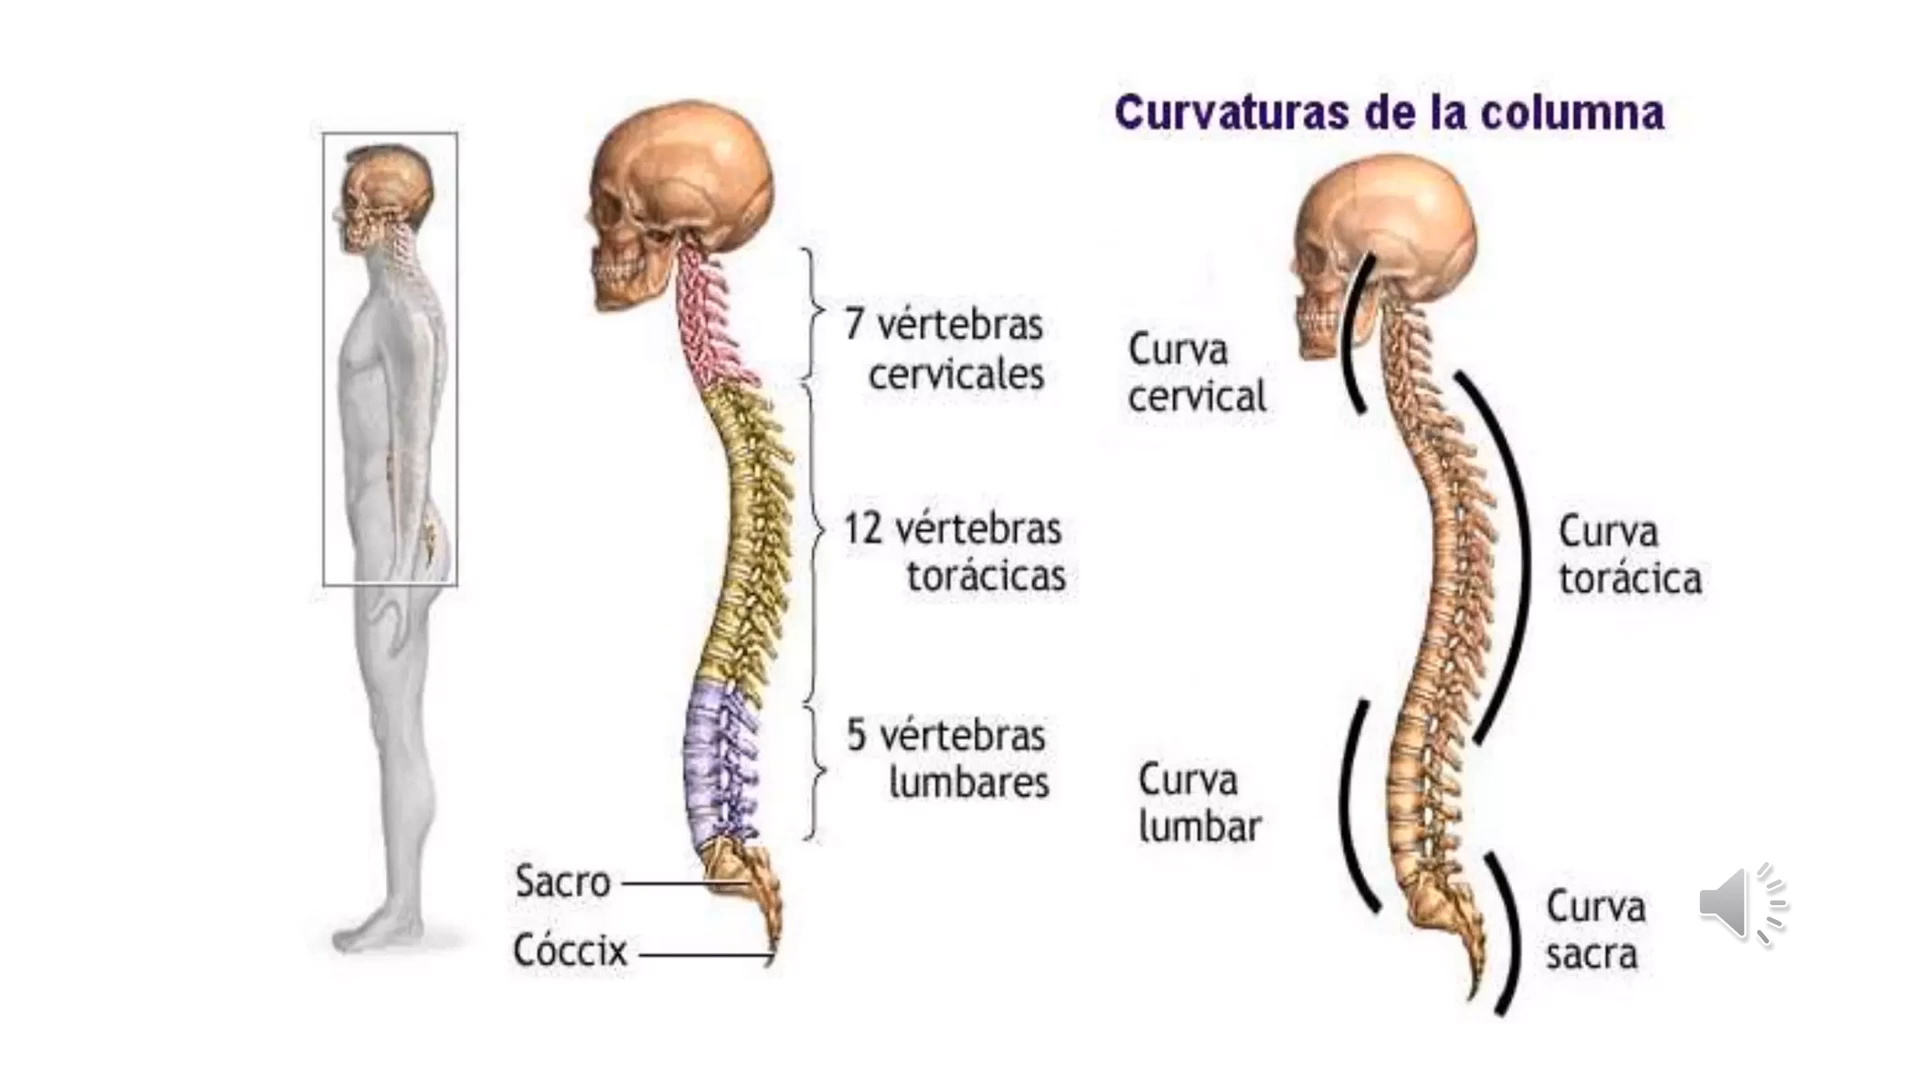 Curvaturas de la columna
7 vértebras
cervicales
12 vértebras
torácicas
5 vértebras
lumbares
Sacro
Cóccix
Curva
cervical
Curva
torácica
Curva
lumbar
Curva
sacra